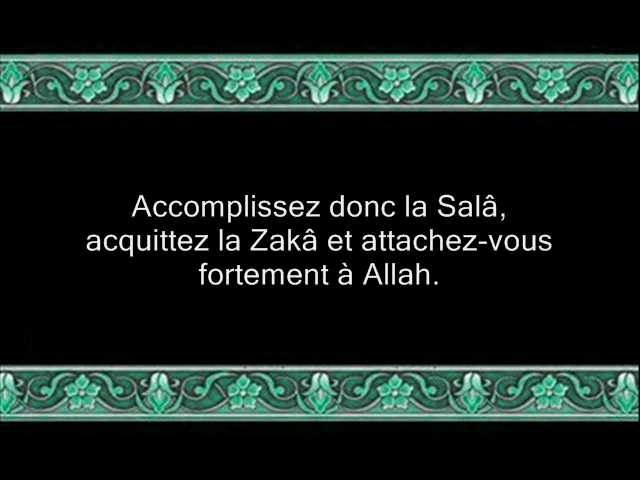 Accomplissez donc la Salâ,
acquittez la Zakâ et attachez-vous
fortement à Allah.